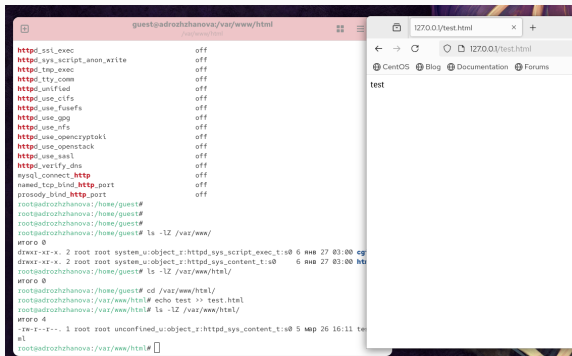 guest@adrozhzhanova:/var/www/html
/var/www/html
httpd_ssi_exec off
httpd_sys_script_anon_write off
httpd_tmp_exec off
httpd_tty_comm off
httpd_unified off
httpd_use_cifs off
httpd_use_fusefs off
httpd_use_gpg off
httpd_use_nfs off
httpd_use_opencryptoki off
httpd_use_openstack off
httpd_use_sasl off
httpd_verify_dns off
mysql_connect_http off
named_tcp_bind_http_port off
prosody_bind_http_port off
root@adrozhzhanova:/home/guest#
root@adrozhzhanova:/home/guest#
root@adrozhzhanova:/home/guest#
root@adrozhzhanova:/home/guest# ls -lZ /var/www/
итого 0
drwxr-xr-x. 2 root root system_u:object_r:httpd_sys_script_exec_t:s0 6 янв 27 03:00 cg
drwxr-xr-x. 2 root root system_u:object_r:httpd_sys_content_t:s0 6 янв 27 03:00 ht
root@adrozhzhanova:/home/guest# ls -lZ /var/www/html/
итого 0
root@adrozhzhanova:/home/guest# cd /var/www/html/
root@adrozhzhanova:/var/www/html# echo test >> test.html
root@adrozhzhanova:/var/www/html# ls -lZ /var/www/html/
итого 4
-rw-r--r--. 1 root root unconfined_u:object_r:httpd_sys_content_t:s0 5 мар 26 16:11 te
ml
root@adrozhzhanova:/var/www/html#
127.0.0.1/test.html
127.0.0.1/test.html
CentOS Blog Documentation Forums
test